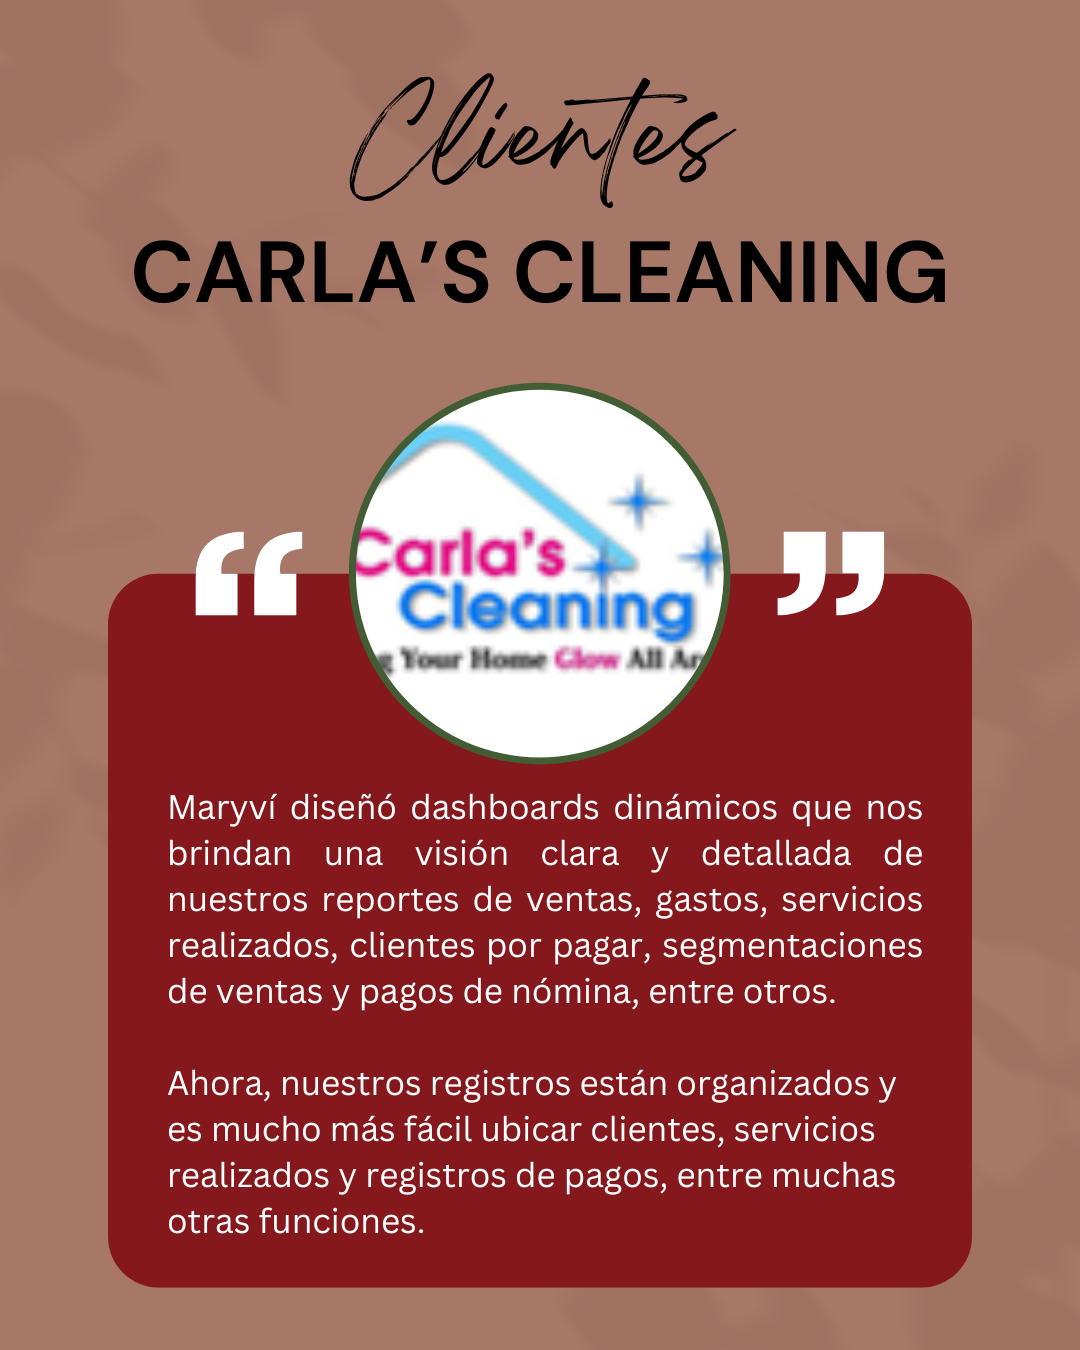 Clientes
CARLA’S CLEANING
“ ”
Carla’s
Cleaning
Your Home Glow All
Maryví diseñó dashboards dinámicos que nos
brindan una visión clara y detallada de
nuestros reportes de ventas, gastos, servicios
realizados, clientes por pagar, segmentaciones
de ventas y pagos de nómina, entre otros.
Ahora, nuestros registros están organizados y
es mucho más fácil ubicar clientes, servicios
realizados y registros de pagos, entre muchas
otras funciones.